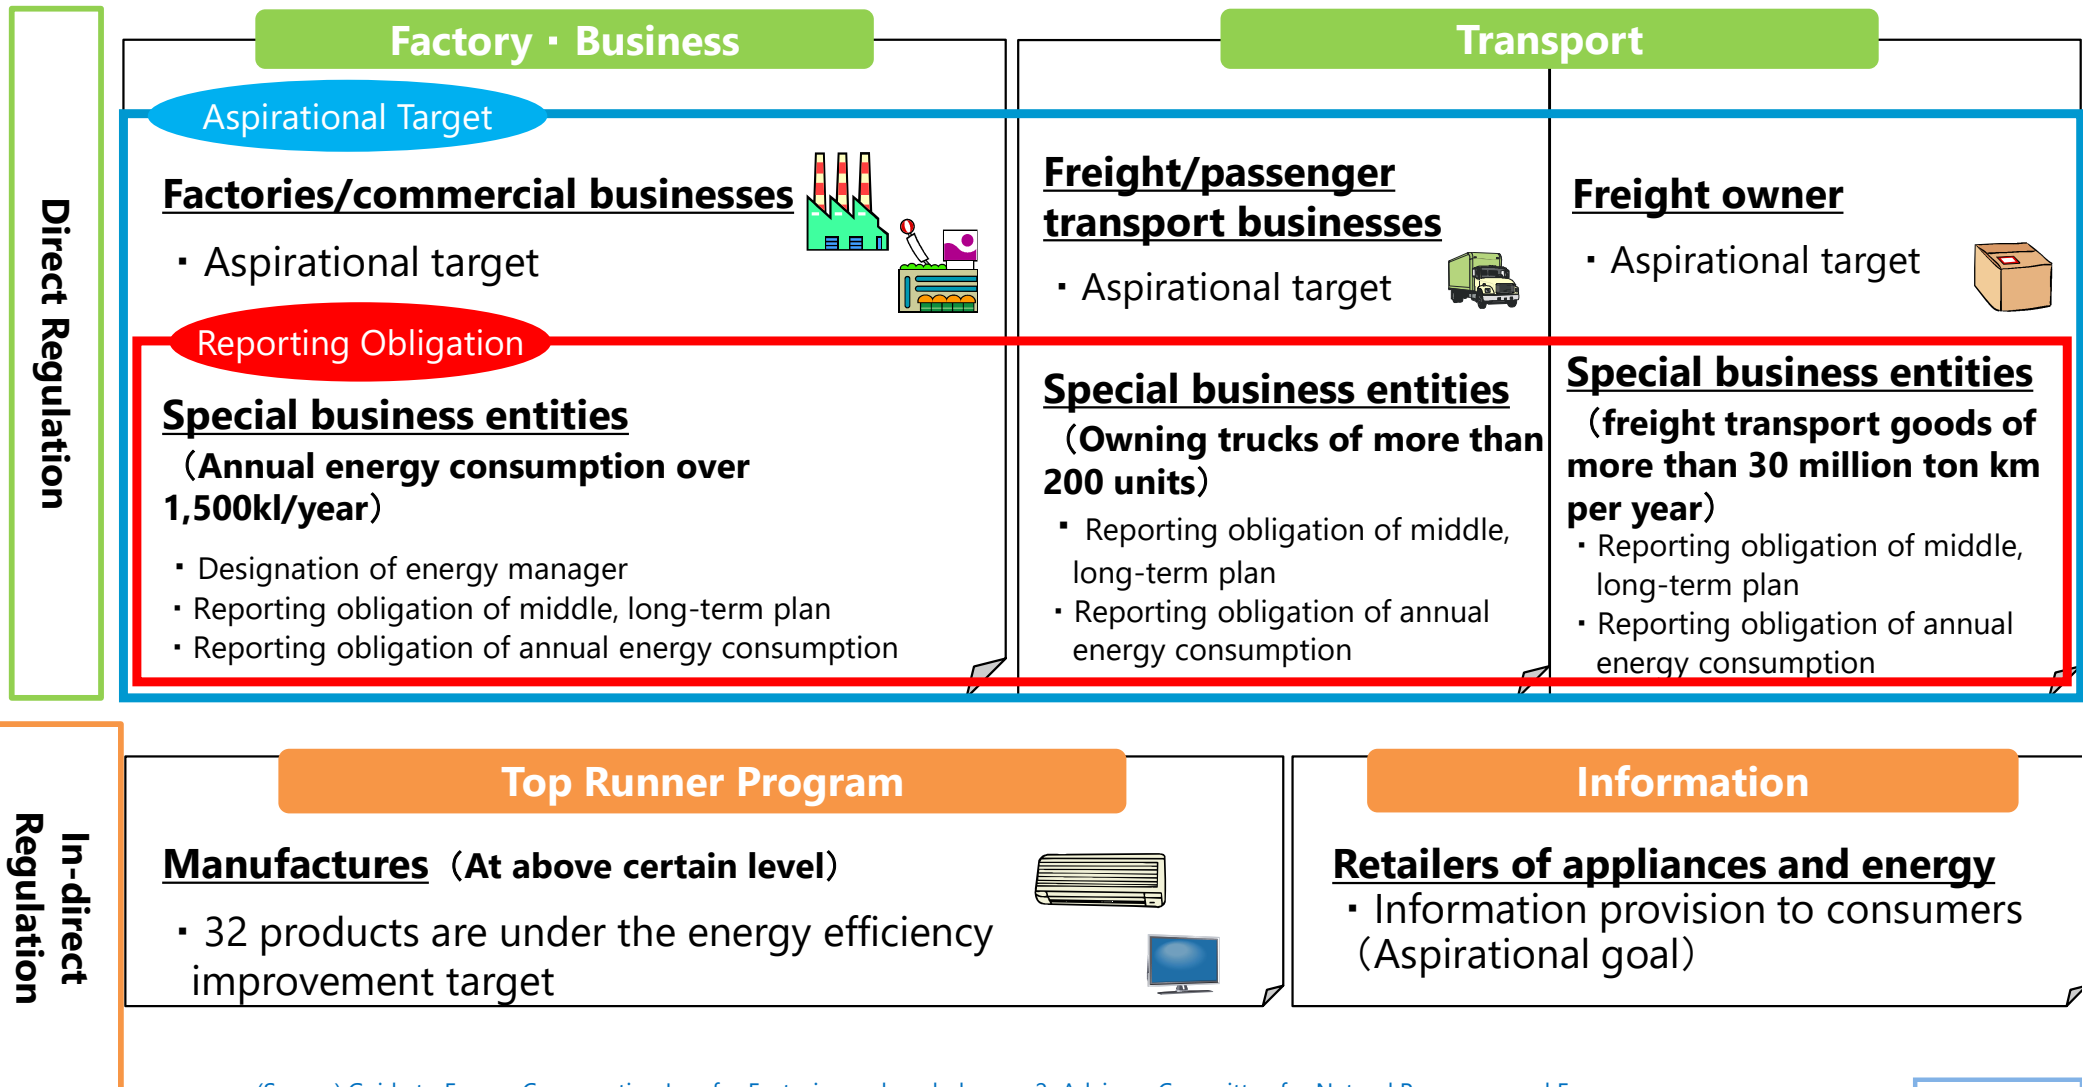 Direct Regulation
Factory・Business
Transport
Aspirational Target
Factories/commercial businesses
・Aspirational target
Freight/passenger
transport businesses
・Aspirational target
Freight owner
・Aspirational target
Reporting Obligation
Special business entities
（Annual energy consumption over
1,500kl/year）
・Designation of energy manager
・Reporting obligation of middle, long-term plan
・Reporting obligation of annual energy consumption
Special business entities
（Owning trucks of more than
200 units）
・Reporting obligation of middle,
long-term plan
・Reporting obligation of annual
energy consumption
Special business entities
（freight transport goods of
more than 30 million ton km
per year）
・Reporting obligation of middle,
long-term plan
・Reporting obligation of annual
energy consumption
In-direct
Regulation
Top Runner Program
Manufactures（At above certain level）
・32 products are under the energy efficiency
improvement target
Information
Retailers of appliances and energy
・Information provision to consumers
（Aspirational goal）